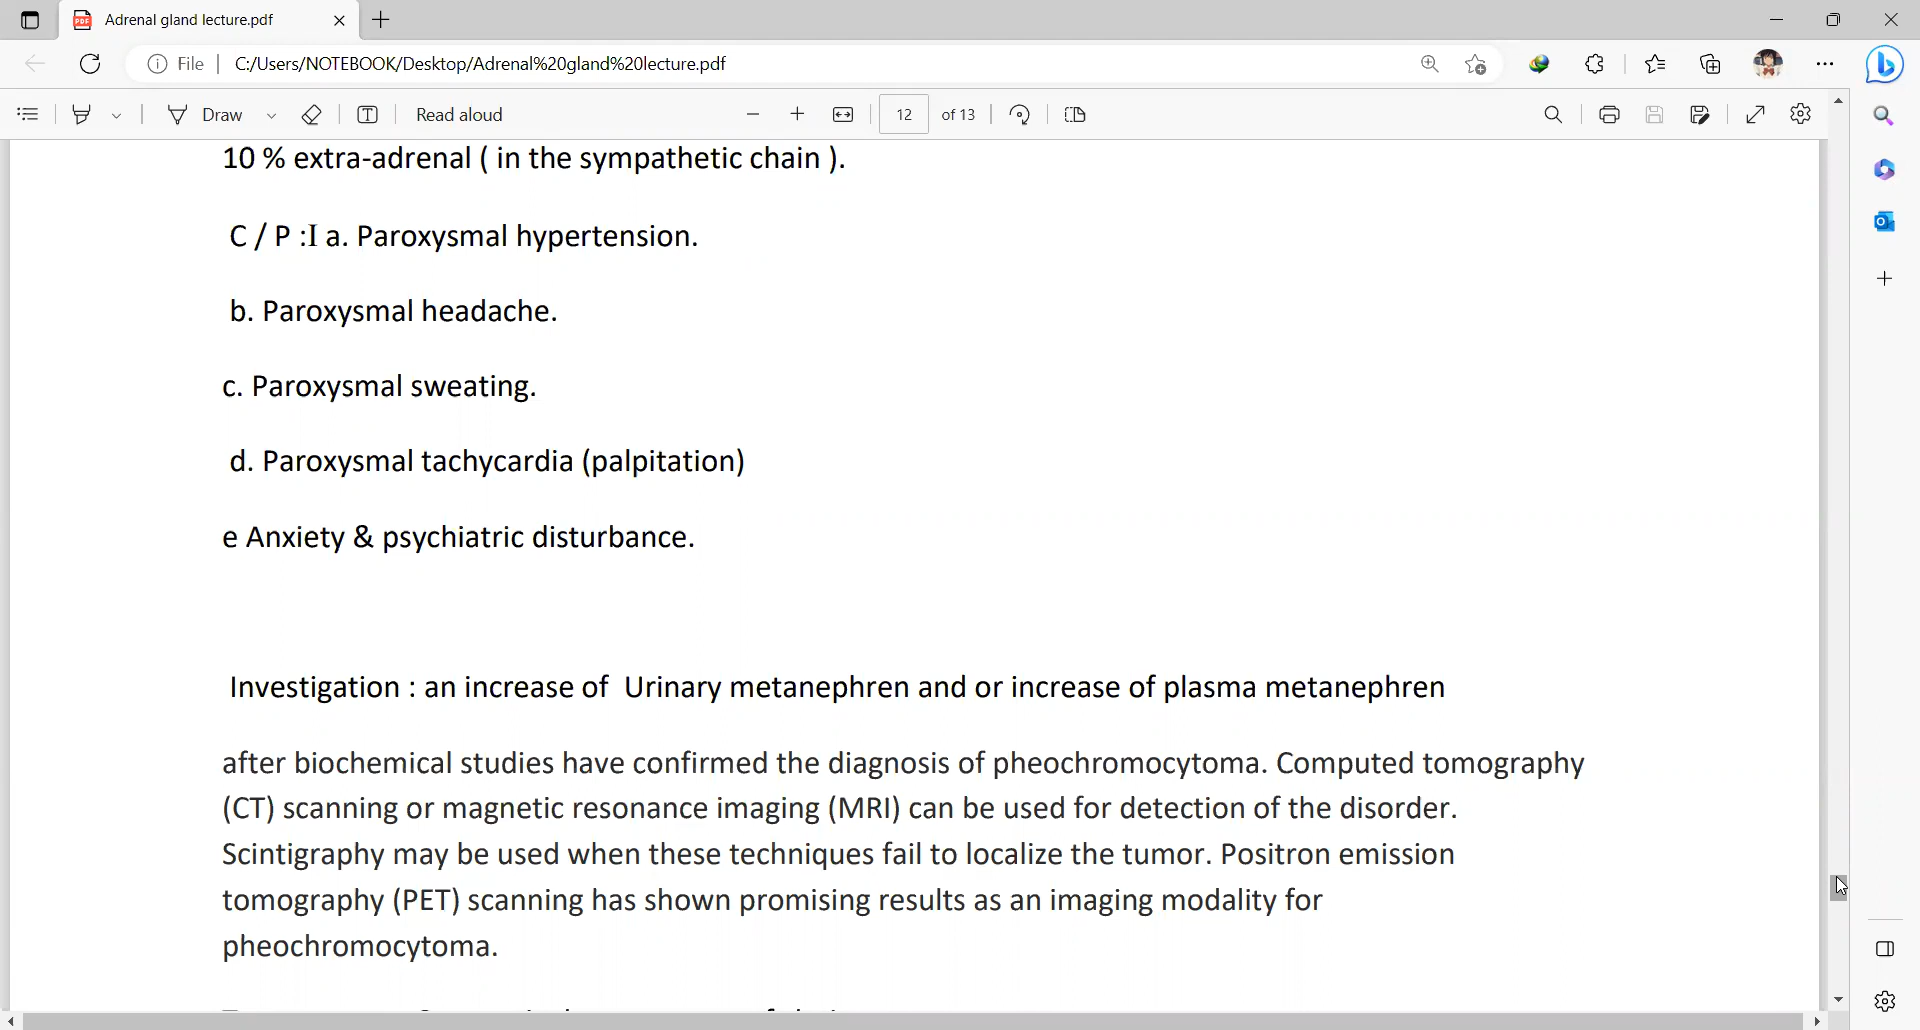 Adrenal gland lecture.pdf
File
C:/Users/NOTEBOOK/Desktop/Adrenal%20gland%20lecture.pdf
Draw
Read aloud
12 of 13
10 % extra-adrenal ( in the sympathetic chain ).
C / P :I a. Paroxysmal hypertension.
b. Paroxysmal headache.
c. Paroxysmal sweating.
d. Paroxysmal tachycardia (palpitation)
e Anxiety & psychiatric disturbance.
Investigation : an increase of Urinary metanephren and or increase of plasma metanephren
after biochemical studies have confirmed the diagnosis of pheochromocytoma. Computed tomography
(CT) scanning or magnetic resonance imaging (MRI) can be used for detection of the disorder.
Scintigraphy may be used when these techniques fail to localize the tumor. Positron emission
tomography (PET) scanning has shown promising results as an imaging modality for
pheochromocytoma.